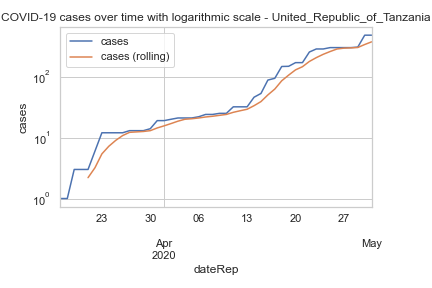 COVID-19 cases over time with logarithmic scale - United_Republic_of_Tanzania
cases
cases (rolling)
cases
10²
10¹
10⁰
23 30 06 13 20 27
Apr May
2020
dateRep